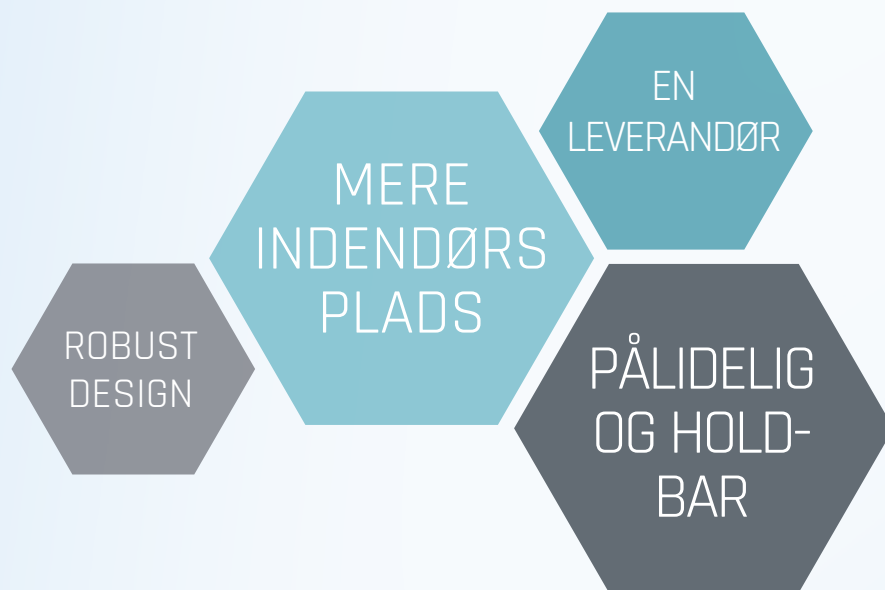 EN
LEVERANDØR
MERE
INDENDØRS
PLADS
ROBUST
DESIGN
PÅLIDELIG
OG HOLD-
BAR